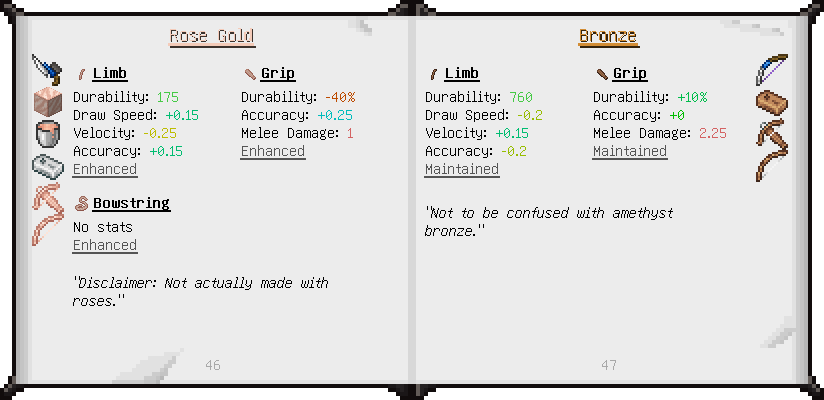 Rose Gold
Limb
Durability: 175
Draw Speed: +0.15
Velocity: -0.25
Accuracy: +0.15
Enhanced
Grip
Durability: -40%
Accuracy: +0.25
Melee Damage: 1
Enhanced
Bowstring
No stats
Enhanced
"Disclaimer: Not actually made with
roses."
46
Bronze
Limb
Durability: 760
Draw Speed: -0.2
Velocity: +0.15
Accuracy: -0.2
Maintained
Grip
Durability: +10%
Accuracy: +0
Melee Damage: 2.25
Maintained
"Not to be confused with amethyst
bronze."
47